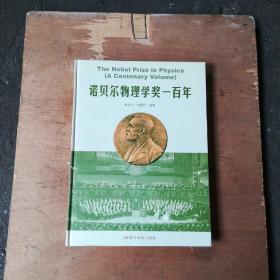 The Nobel Prize in Physics
(A Centenary Volume)
诺贝尔物理学奖一百年